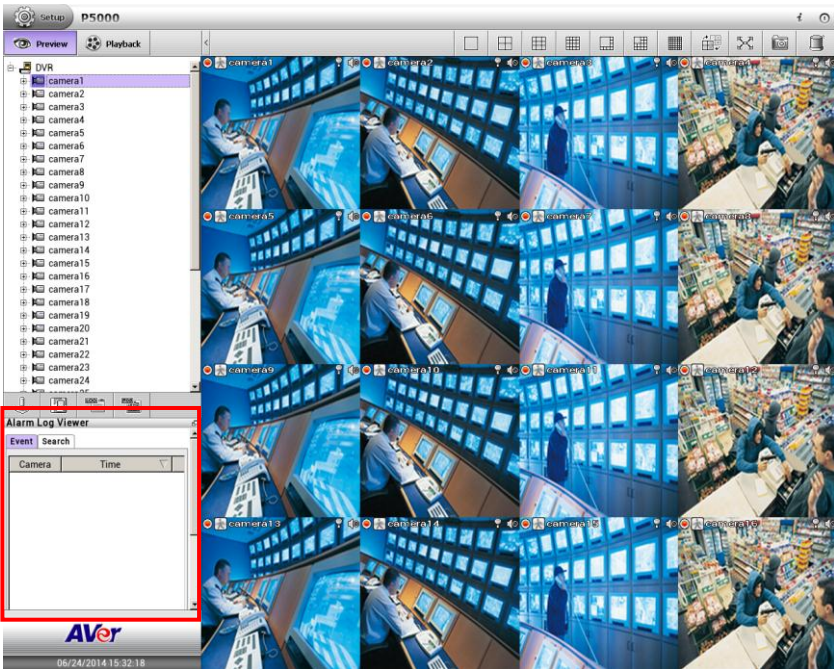 Setup P5000
Preview Playback
DVR
camera1
camera2
camera3
camera4
camera5
camera6
camera7
camera8
camera9
camera10
camera11
camera12
camera13
camera14
camera15
camera16
camera17
camera18
camera19
camera20
camera21
camera22
camera23
camera24
Alarm Log Viewer
Event Search
Camera Time
AVer
06/24/2014 15:32:18
camera1 camera2 camera3 camera4
camera5 camera6 camera7 camera8
camera9 camera10 camera11 camera12
camera13 camera14 camera15 camera16